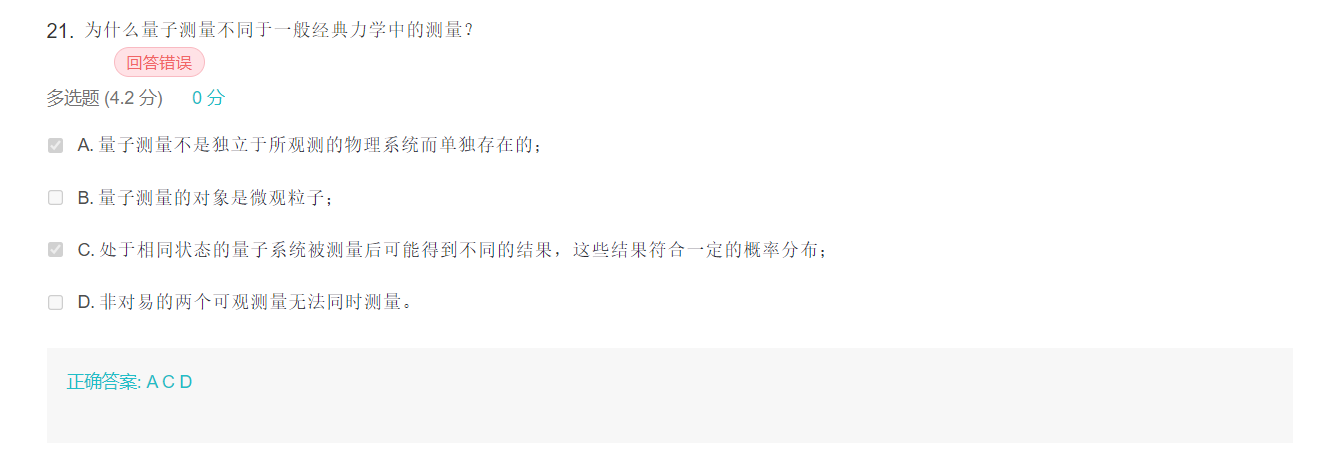 21. 为什么量子测量不同于一般经典力学中的测量？
回答错误
多选题 (4.2 分) 0 分
A. 量子测量不是独立于所观测的物理系统而单独存在的；
B. 量子测量的对象是微观粒子；
C. 处于相同状态的量子系统被测量后可能得到不同的结果，这些结果符合一定的概率分布；
D. 非对易的两个可观测量无法同时测量。
正确答案: A C D